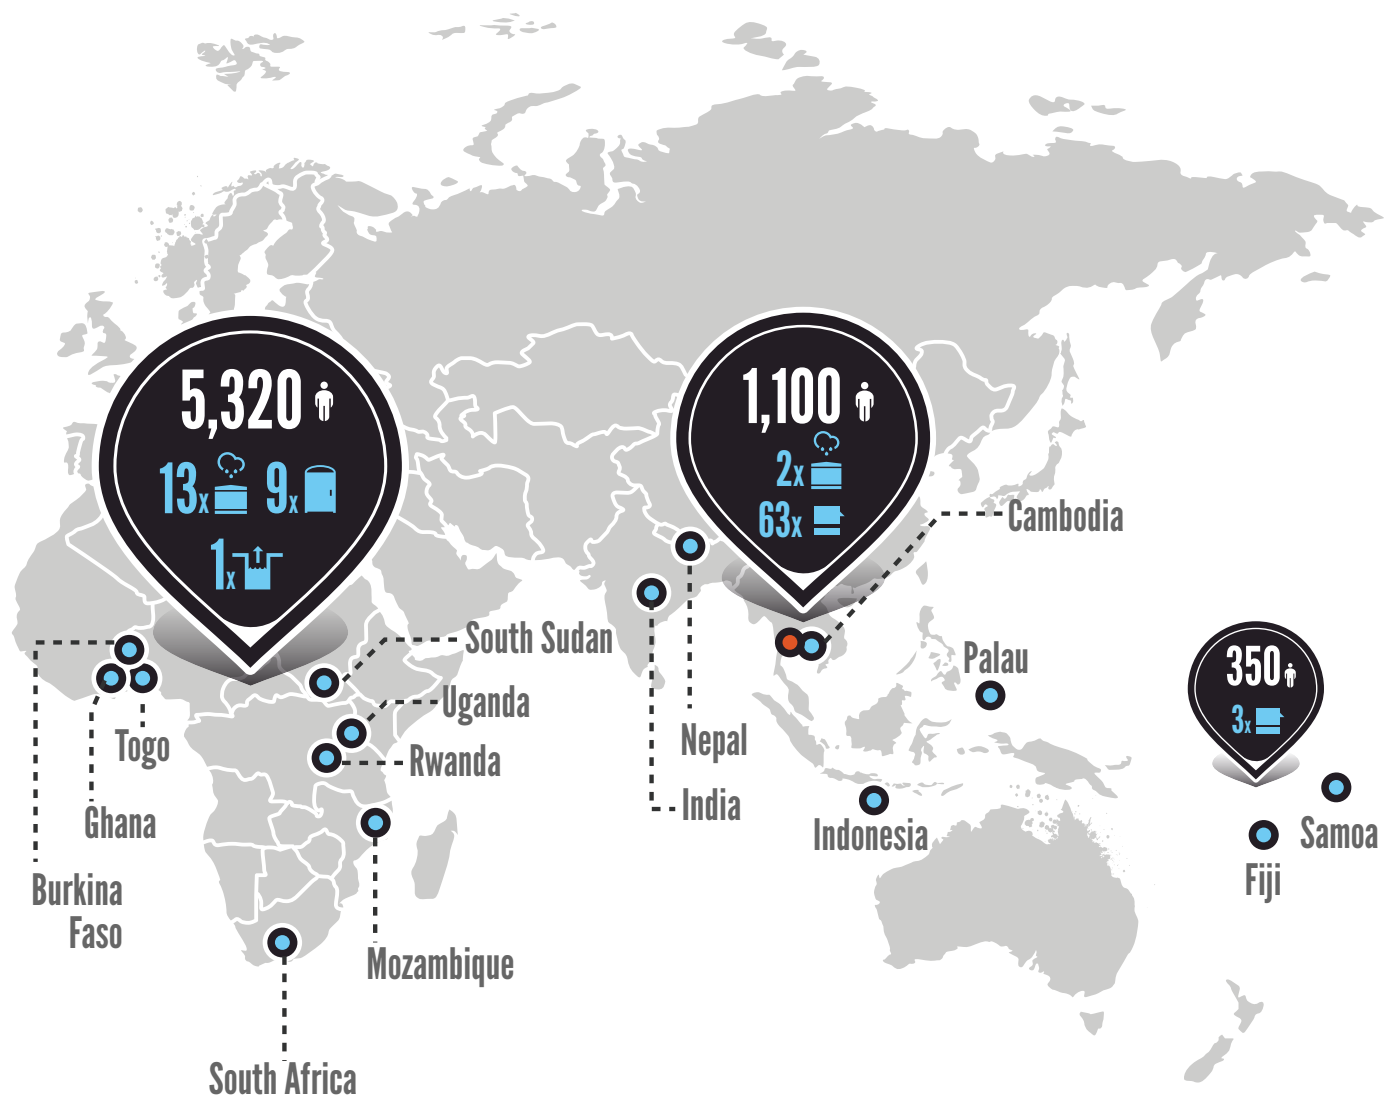 5,320
13x 9x
1x
1,100
2x
63x
Cambodia
South Sudan
Uganda
Rwanda
Togo
Ghana
Burkina
Faso
Mozambique
South Africa
Nepal
India
Palau
Indonesia
350
3x
Samoa
Fiji